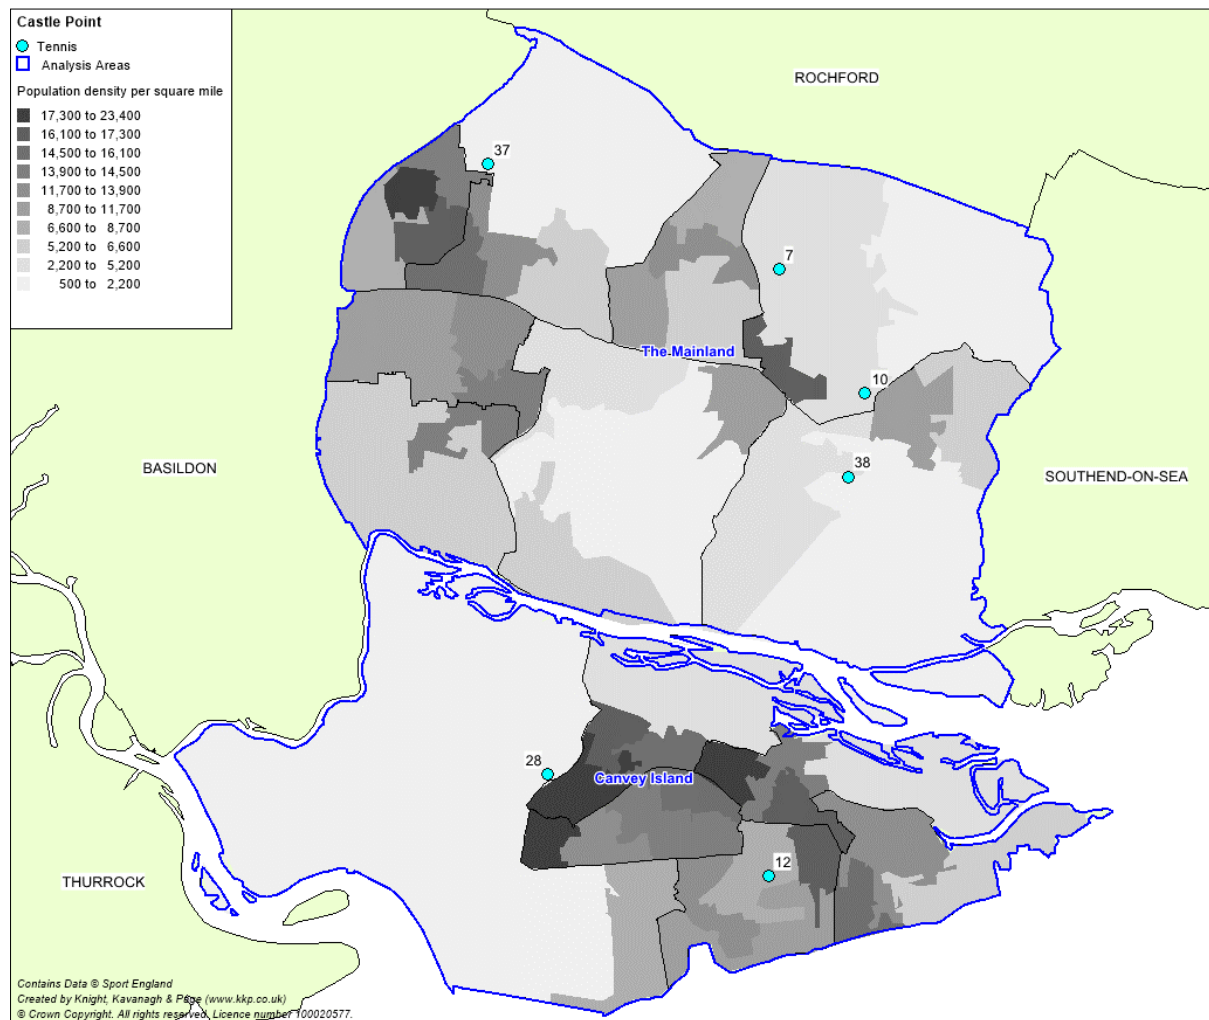 Castle Point
Tennis
Analysis Areas
Population density per square mile
17,300 to 23,400
16,100 to 17,300
14,500 to 16,100
13,900 to 14,500
11,700 to 13,900
8,700 to 11,700
6,600 to 8,700
5,200 to 6,600
2,200 to 5,200
500 to 2,200
ROCHFORD
37
7
The Mainland
10
BASILDON
38
SOUTHEND-ON-SEA
28
Canvey Island
12
THURROCK
Contains Data © Sport England
Created by Knight, Kavanagh & Page (www.kkp.co.uk)
© Crown Copyright. All rights reserved. Licence number 100020577.